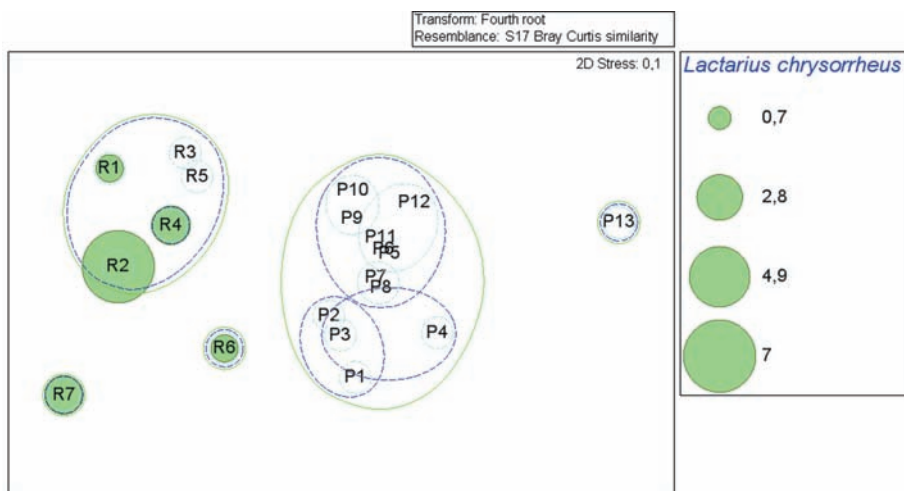 Transform: Fourth root
Resemblance: S17 Bray Curtis similarity
2D Stress: 0,1
Lactarius chrysorrheus
0,7
2,8
4,9
7
R1
R3
R5
R4
R2
R6
R7
P10
P12
P9
P11
P6
P5
P7
P8
P2
P3
P4
P1
P13